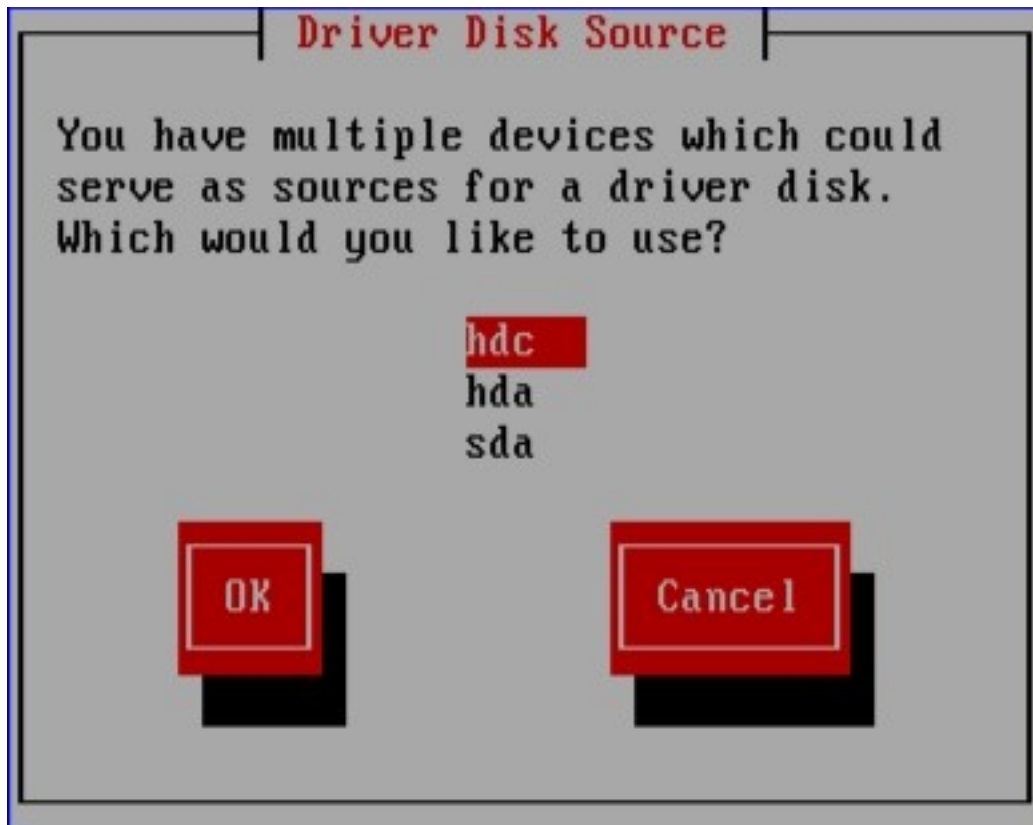 Driver Disk Source
You have multiple devices which could
serve as sources for a driver disk.
Which would you like to use?
hdc
hda
sda
OK
Cancel